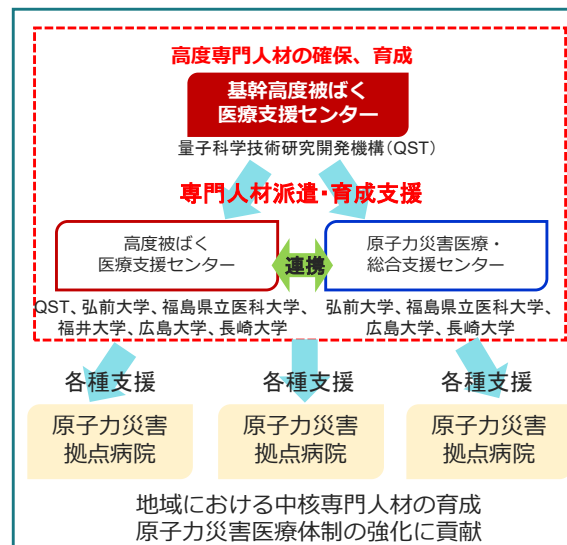 高度専門人材の確保、育成
基幹高度被ばく
医療支援センター
量子科学技術研究開発機構(QST)
専門人材派遣・育成支援
高度被ばく
医療支援センター
連携
原子力災害医療・
総合支援センター
QST、弘前大学、福島県立医科大学、
福井大学、広島大学、長崎大学
弘前大学、福島県立医科大学、
広島大学、長崎大学
各種支援
各種支援
各種支援
原子力災害
拠点病院
原子力災害
拠点病院
原子力災害
拠点病院
地域における中核専門人材の育成
原子力災害医療体制の強化に貢献